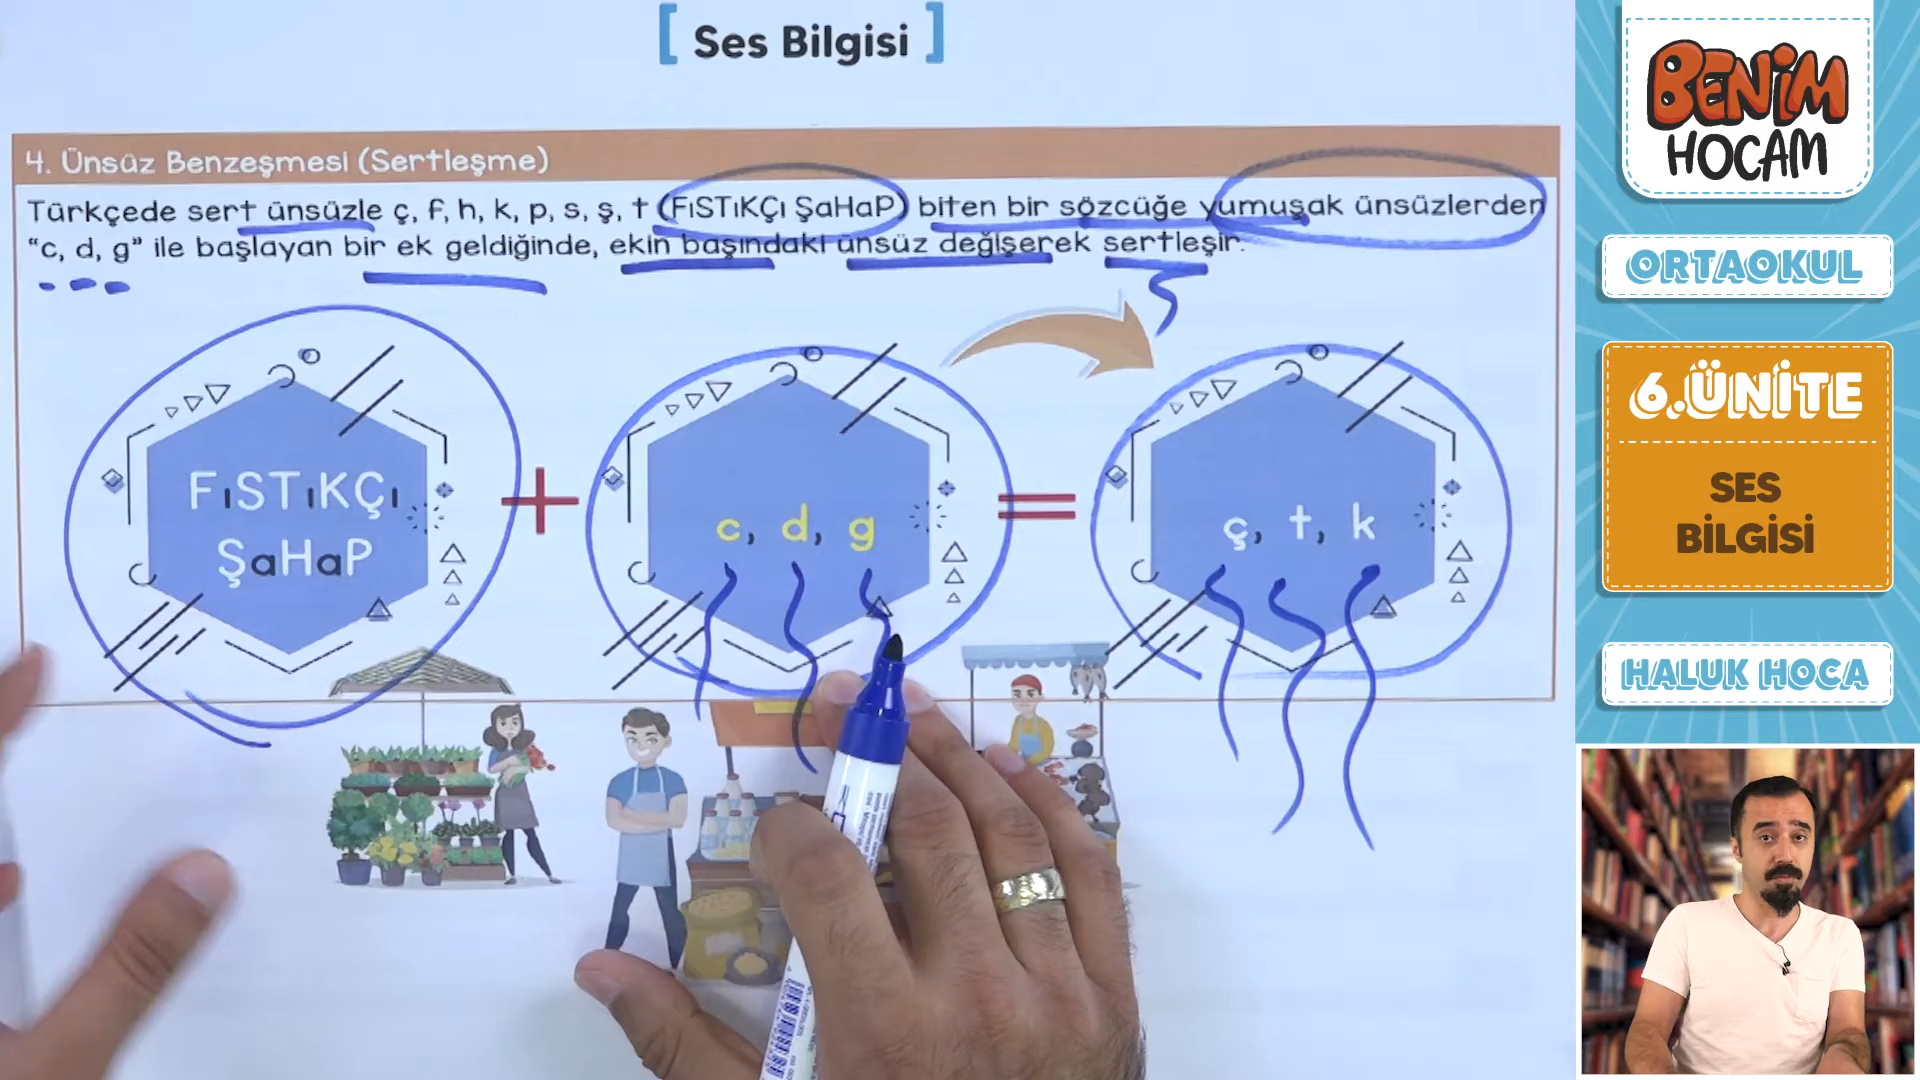 [ Ses Bilgisi ]
4. Ünsüz Benzeşmesi (Sertleşme)
Türkçede sert ünsüzle ç, f, h, k, p, s, ş, t (FıSTıKÇı ŞaHaP) biten bir sözcüğe yumuşak ünsüzlerden
"c, d, g" ile başlayan bir ek geldiğinde, ekin başındaki ünsüz değişerek sertleşir.
FıSTıKÇı
ŞaHaP
+
c, d, g
=
ç, t, k
BENİM
HOCAM
ORTAOKUL
6.ÜNİTE
SES
BİLGİSİ
HALUK HOCA